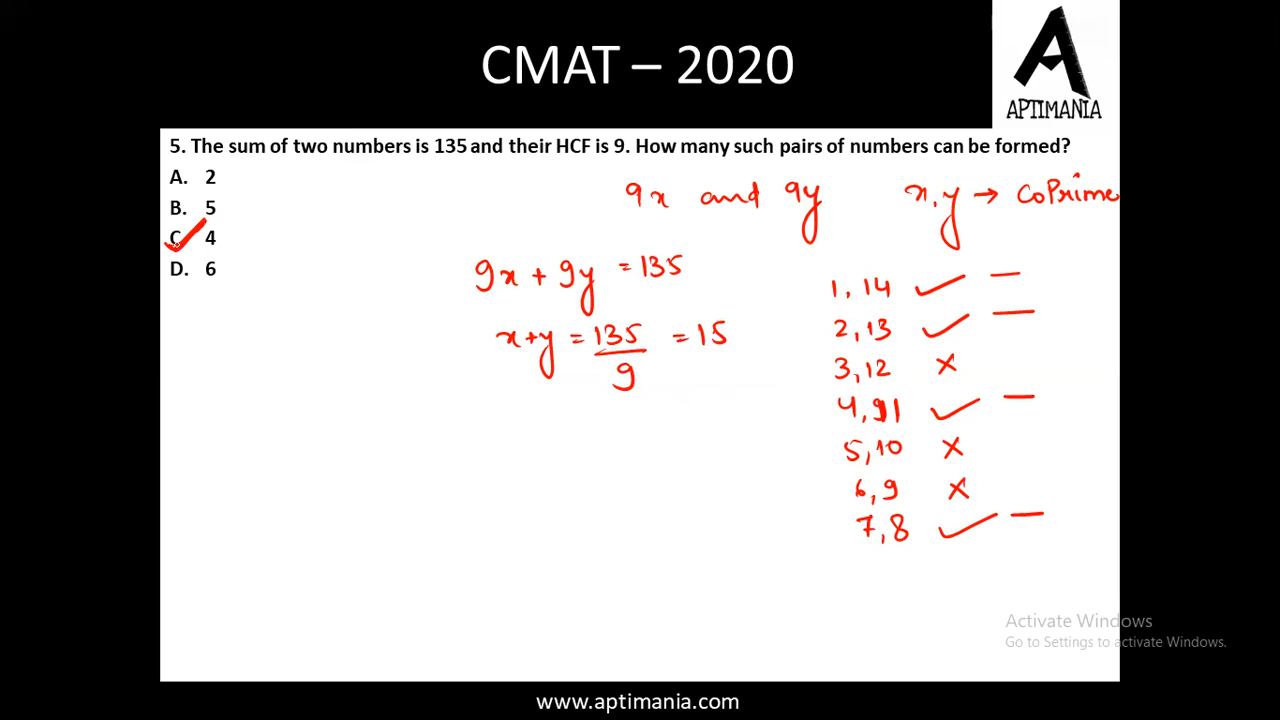 CMAT – 2020
APTIMANIA
5. The sum of two numbers is 135 and their HCF is 9. How many such pairs of numbers can be formed?
A. 2
B. 5
C. 4
D. 6
9x and 9y x,y → CoPrime
9x + 9y = 135
x+y = 135/9 = 15
1, 14 ✓ —
2, 13 ✓ —
3, 12 ×
4, 11 ✓ —
5, 10 ×
6, 9 ×
7, 8 ✓ —
Activate Windows
Go to Settings to activate Windows.
www.aptimania.com